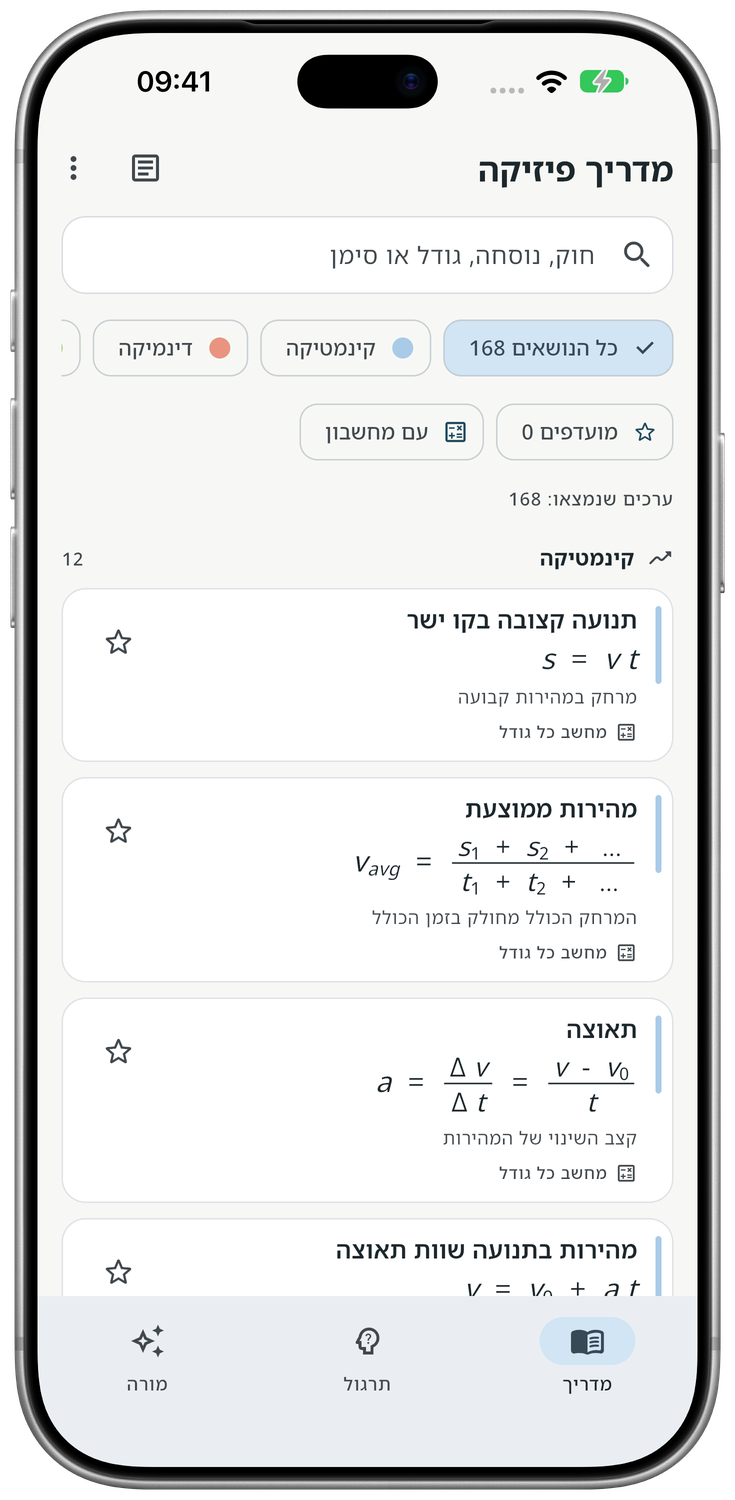 09:41
מדריך פיזיקה
חוק, נוסחה, גודל או סימן
כל הנושאים 168
קינמטיקה
דינמיקה
מועדפים 0
עם מחשבון
ערכים שנמצאו: 168
קינמטיקה
12
תנועה קצובה בקו ישר
s = v t
מרחק במהירות קבועה
מחשב כל גודל
מהירות ממוצעת
v_avg = (s₁ + s₂ + ...) / (t₁ + t₂ + ...)
המרחק הכולל מחולק בזמן הכולל
מחשב כל גודל
תאוצה
a = Δ v / Δ t = (v - v₀) / t
קצב השינוי של המהירות
מחשב כל גודל
מהירות בתנועה שוות תאוצה
v = v₀ + a t
מדריך
תרגול
מורה